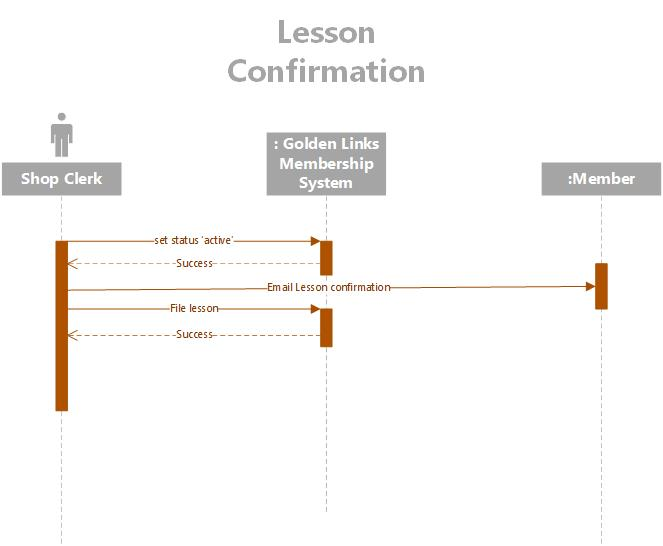 Lesson
Confirmation
Shop Clerk
: Golden Links
Membership
System
:Member
set status 'active'
Success
Email Lesson confirmation
File lesson
Success